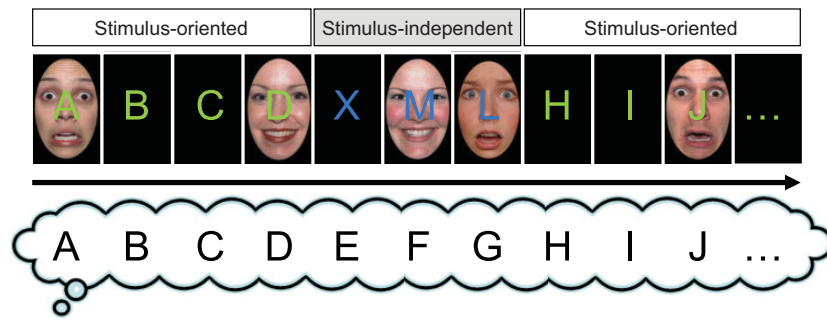 Stimulus-oriented Stimulus-independent Stimulus-oriented
A B C D X M L H I J ...
A B C D E F G H I J ...